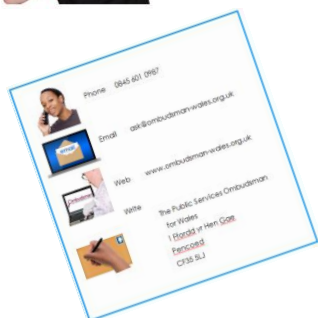 Phone 0845 601 0987
Email ask@ombudsman-wales.org.uk
Web www.ombudsman-wales.org.uk
Write The Public Services Ombudsman
for Wales
1 Ffordd yr Hen Gae
Pencoed
CF35 5LJ